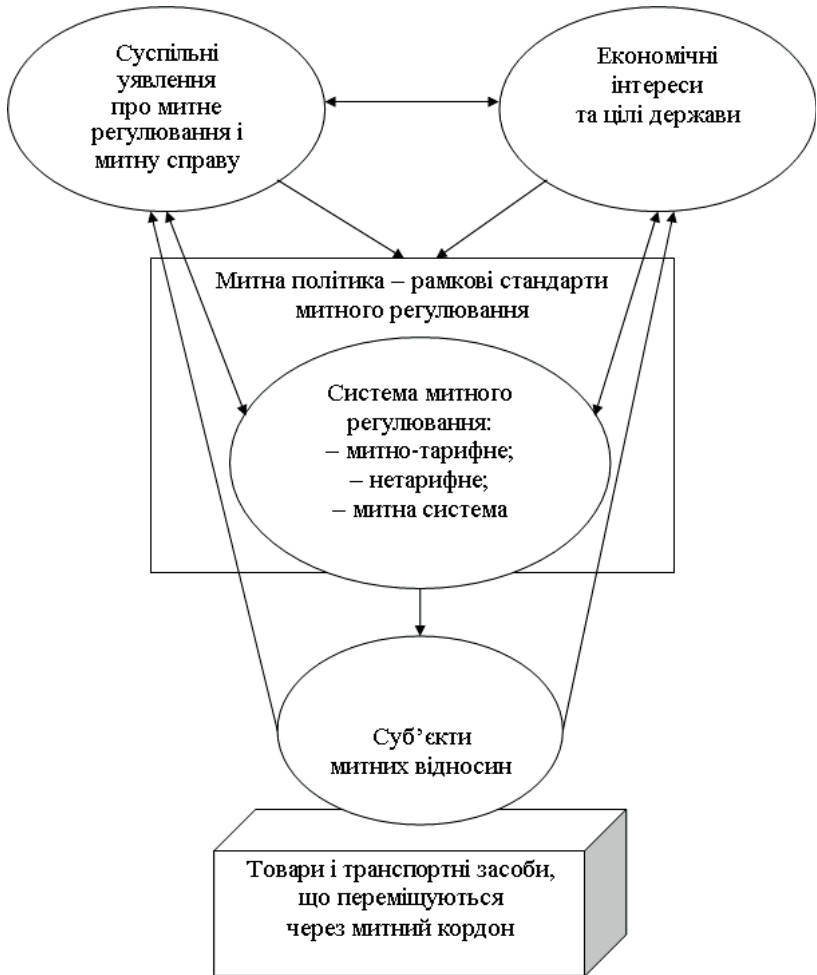 Суспільні
уявлення
про митне
регулювання і
митну справу
Економічні
інтереси
та цілі держави
Митна політика – рамкові стандарти
митного регулювання
Система митного
регулювання:
– митно-тарифне;
– нетарифне;
– митна система
Суб’єкти
митних відносин
Товари і транспортні засоби,
що переміщуються
через митний кордон